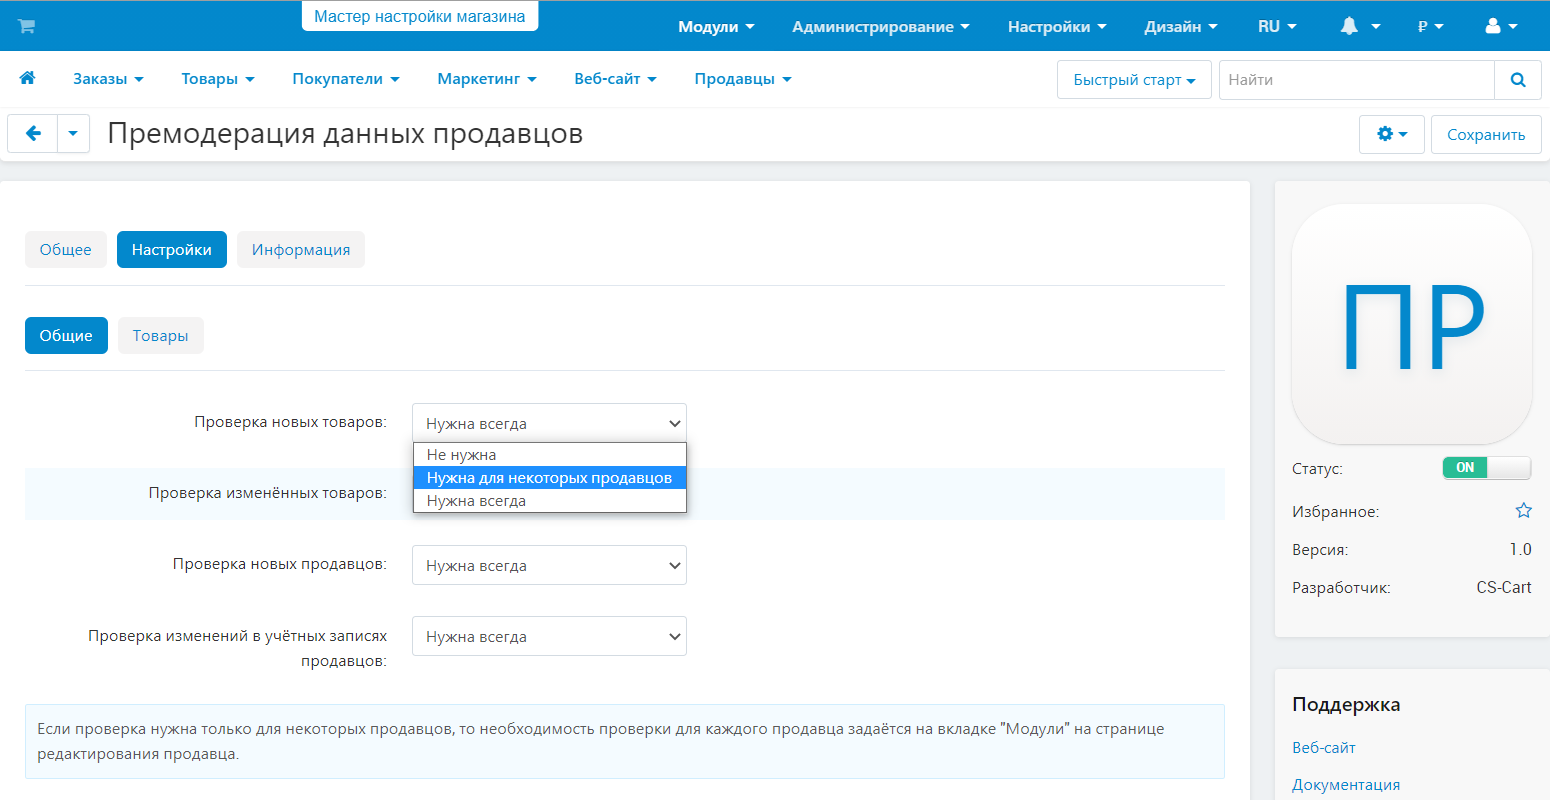 Мастер настройки магазина
Модули
Администрирование
Настройки
Дизайн
RU
₽
Заказы
Товары
Покупатели
Маркетинг
Веб-сайт
Продавцы
Быстрый старт
Найти
Премодерация данных продавцов
Сохранить
Общее
Настройки
Информация
Общие
Товары
Проверка новых товаров:
Нужна всегда
Не нужна
Нужна для некоторых продавцов
Нужна всегда
Проверка изменённых товаров:
Проверка новых продавцов:
Нужна всегда
Проверка изменений в учётных записях
продавцов:
Нужна всегда
Если проверка нужна только для некоторых продавцов, то необходимость проверки для каждого продавца задаётся на вкладке "Модули" на странице
редактирования продавца.
ПР
Статус:
ON
Избранное:
Версия:
1.0
Разработчик:
CS-Cart
Поддержка
Веб-сайт
Документация